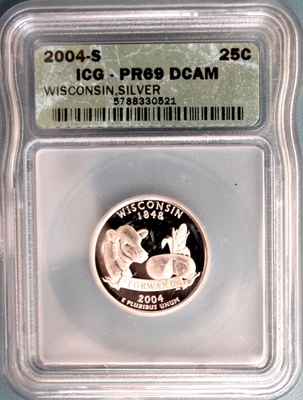 2004-S 25C
ICG - PR69 DCAM
WISCONSIN,SILVER
5788330521
WISCONSIN
1848
FORWARD
2004
E PLURIBUS UNUM